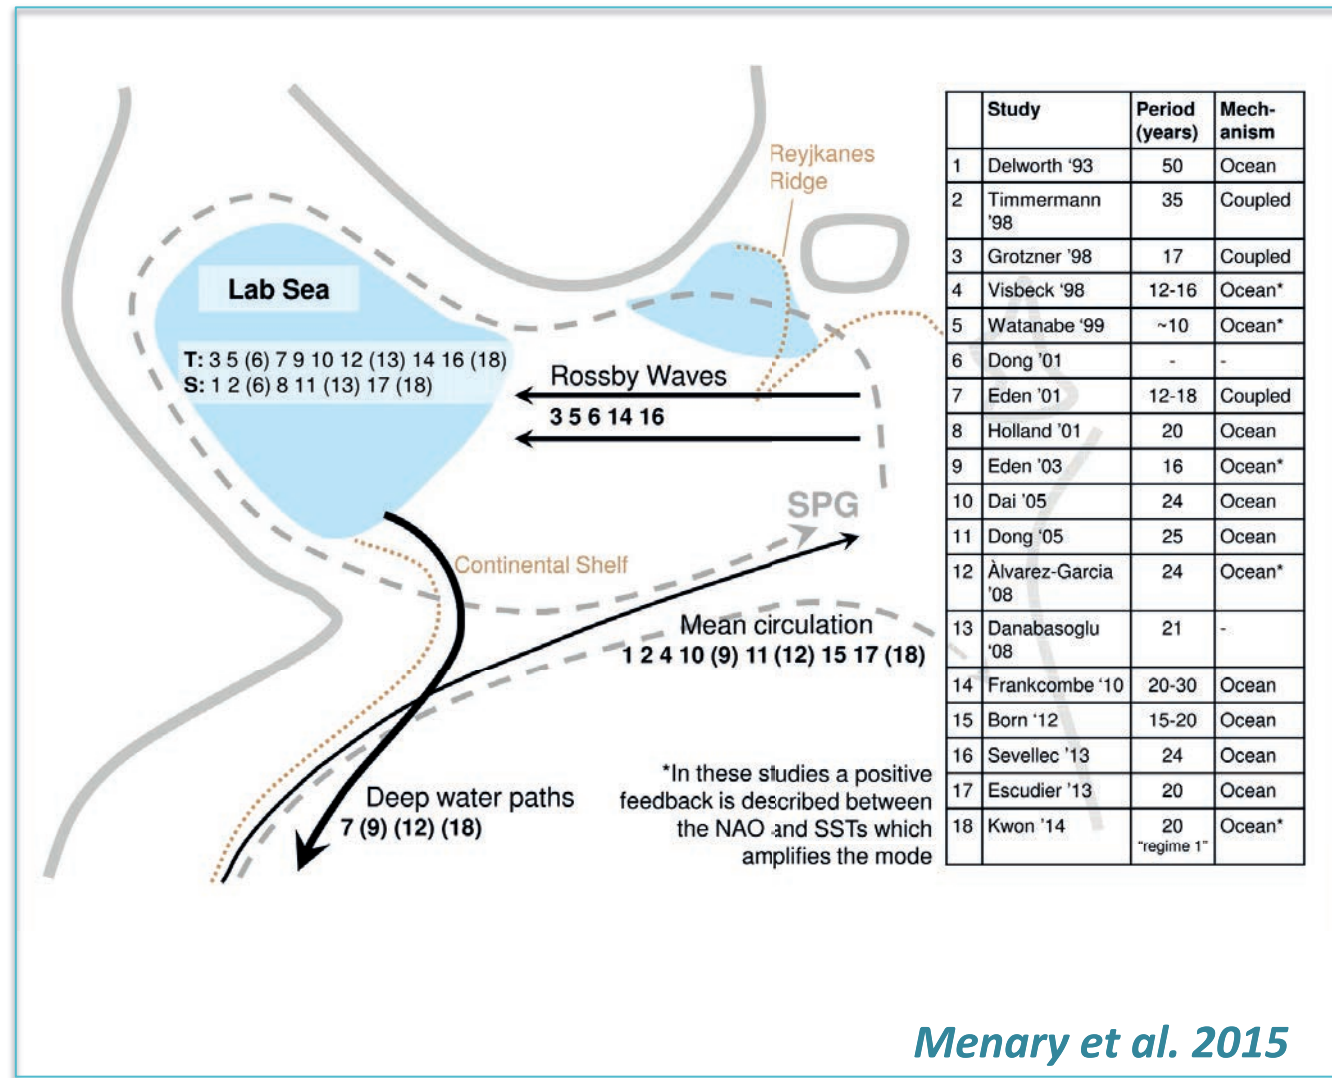 Reyjkanes
Ridge
Lab Sea
T: 3 5 (6) 7 9 10 12 (13) 14 16 (18)
S: 1 2 (6) 8 11 (13) 17 (18)
Rossby Waves
3 5 6 14 16
SPG
Continental Shelf
Mean circulation
1 2 4 10 (9) 11 (12) 15 17 (18)
Deep water paths
7 (9) (12) (18)
*In these studies a positive
feedback is described between
the NAO and SSTs which
amplifies the mode
Study Period (years) Mech-anism
1 Delworth '93 50 Ocean
2 Timmermann '98 35 Coupled
3 Grotzner '98 17 Coupled
4 Visbeck '98 12-16 Ocean*
5 Watanabe '99 ~10 Ocean*
6 Dong '01 - -
7 Eden '01 12-18 Coupled
8 Holland '01 20 Ocean
9 Eden '03 16 Ocean*
10 Dai '05 24 Ocean
11 Dong '05 25 Ocean
12 Àlvarez-Garcia '08 24 Ocean*
13 Danabasoglu '08 21 -
14 Frankcombe '10 20-30 Ocean
15 Born '12 15-20 Ocean
16 Sevellec '13 24 Ocean
17 Escudier '13 20 Ocean
18 Kwon '14 20 "regime 1" Ocean*
Menary et al. 2015